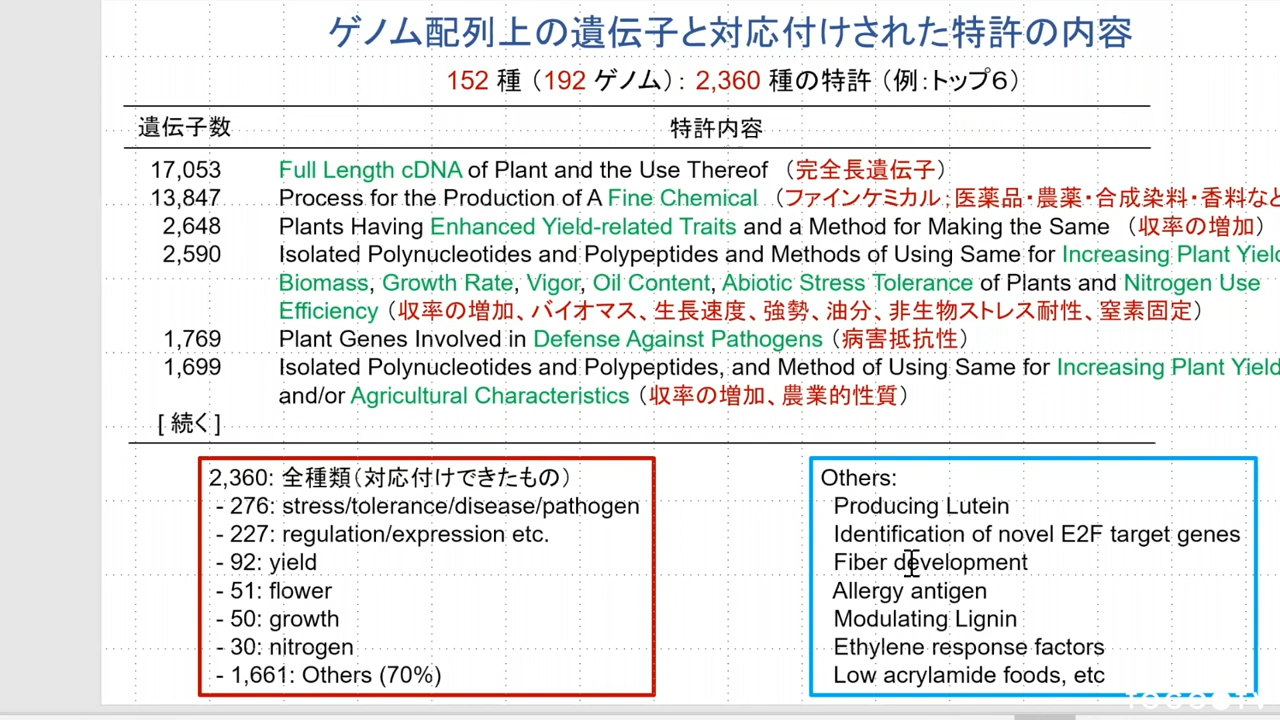 ゲノム配列上の遺伝子と対応付けされた特許の内容
152 種（192 ゲノム）: 2,360 種の特許（例:トップ６）
遺伝子数 特許内容
17,053 Full Length cDNA of Plant and the Use Thereof （完全長遺伝子）
13,847 Process for the Production of A Fine Chemical （ファインケミカル；医薬品・農薬・合成染料・香料など
2,648 Plants Having Enhanced Yield-related Traits and a Method for Making the Same （収率の増加）
2,590 Isolated Polynucleotides and Polypeptides and Methods of Using Same for Increasing Plant Yield
Biomass, Growth Rate, Vigor, Oil Content, Abiotic Stress Tolerance of Plants and Nitrogen Use
Efficiency （収率の増加、バイオマス、生長速度、強勢、油分、非生物ストレス耐性、窒素固定）
1,769 Plant Genes Involved in Defense Against Pathogens （病害抵抗性）
1,699 Isolated Polynucleotides and Polypeptides, and Method of Using Same for Increasing Plant Yield
and/or Agricultural Characteristics （収率の増加、農業的性質）
[ 続く ]
2,360: 全種類（対応付けできたもの）
- 276: stress/tolerance/disease/pathogen
- 227: regulation/expression etc.
- 92: yield
- 51: flower
- 50: growth
- 30: nitrogen
- 1,661: Others (70%)
Others:
Producing Lutein
Identification of novel E2F target genes
Fiber development
Allergy antigen
Modulating Lignin
Ethylene response factors
Low acrylamide foods, etc